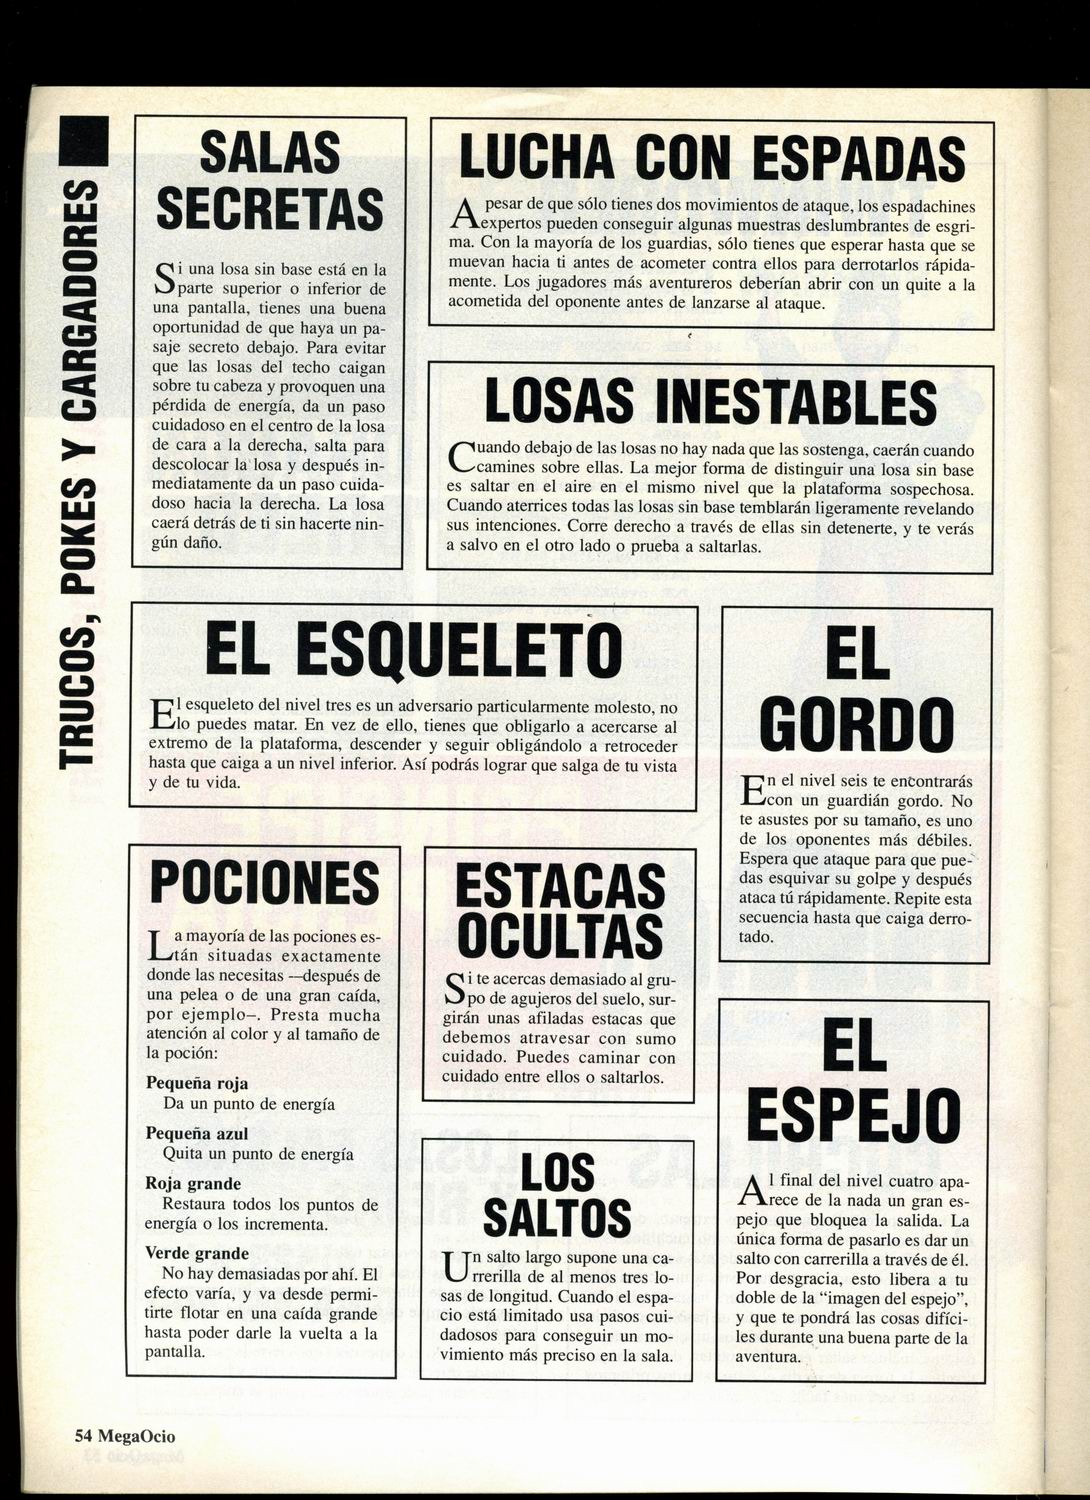 TRUCOS, POKES Y CARGADORES
SALAS
SECRETAS
Si una losa sin base está en la
parte superior o inferior de
una pantalla, tienes una buena
oportunidad de que haya un pa-
saje secreto debajo. Para evitar
que las losas del techo caigan
sobre tu cabeza y provoquen una
pérdida de energía, da un paso
cuidadoso en el centro de la losa
de cara a la derecha, salta para
descolocar la losa y después in-
mediatamente da un paso cuida-
doso hacia la derecha. La losa
caerá detrás de ti sin hacerte nin-
gún daño.
LUCHA CON ESPADAS
A pesar de que sólo tienes dos movimientos de ataque, los espadachines
expertos pueden conseguir algunas muestras deslumbrantes de esgri-
ma. Con la mayoría de los guardias, sólo tienes que esperar hasta que se
muevan hacia ti antes de acometer contra ellos para derrotarlos rápida-
mente. Los jugadores más aventureros deberían abrir con un quite a la
acometida del oponente antes de lanzarse al ataque.
LOSAS INESTABLES
Cuando debajo de las losas no hay nada que las sostenga, caerán cuando
camines sobre ellas. La mejor forma de distinguir una losa sin base
es saltar en el aire en el mismo nivel que la plataforma sospechosa.
Cuando aterrices todas las losas sin base temblarán ligeramente revelando
sus intenciones. Corre derecho a través de ellas sin detenerte, y te verás
a salvo en el otro lado o prueba a saltarlas.
EL ESQUELETO
El esqueleto del nivel tres es un adversario particularmente molesto, no
lo puedes matar. En vez de ello, tienes que obligarlo a acercarse al
extremo de la plataforma, descender y seguir obligándolo a retroceder
hasta que caiga a un nivel inferior. Así podrás lograr que salga de tu vista
y de tu vida.
EL
GORDO
En el nivel seis te encontrarás
con un guardián gordo. No
te asustes por su tamaño, es uno
de los oponentes más débiles.
Espera que ataque para que pue-
das esquivar su golpe y después
ataca tú rápidamente. Repite esta
secuencia hasta que caiga derro-
tado.
POCIONES
La mayoría de las pociones es-
tán situadas exactamente
donde las necesitas —después de
una pelea o de una gran caída,
por ejemplo–. Presta mucha
atención al color y al tamaño de
la poción:
Pequeña roja
Da un punto de energía
Pequeña azul
Quita un punto de energía
Roja grande
Restaura todos los puntos de
energía o los incrementa.
Verde grande
No hay demasiadas por ahí. El
efecto varía, y va desde permi-
tirte flotar en una caída grande
hasta poder darle la vuelta a la
pantalla.
ESTACAS
OCULTAS
Si te acercas demasiado al gru-
po de agujeros del suelo, sur-
girán unas afiladas estacas que
debemos atravesar con sumo
cuidado. Puedes caminar con
cuidado entre ellos o saltarlos.
LOS
SALTOS
Un salto largo supone una ca-
rrerilla de al menos tres lo-
sas de longitud. Cuando el espa-
cio está limitado usa pasos cui-
dadosos para conseguir un mo-
vimiento más preciso en la sala.
EL
ESPEJO
Al final del nivel cuatro apa-
rece de la nada un gran es-
pejo que bloquea la salida. La
única forma de pasarlo es dar un
salto con carrerilla a través de él.
Por desgracia, esto libera a tu
doble de la “imagen del espejo”,
y que te pondrá las cosas difíci-
les durante una buena parte de la
aventura.
54 MegaOcio